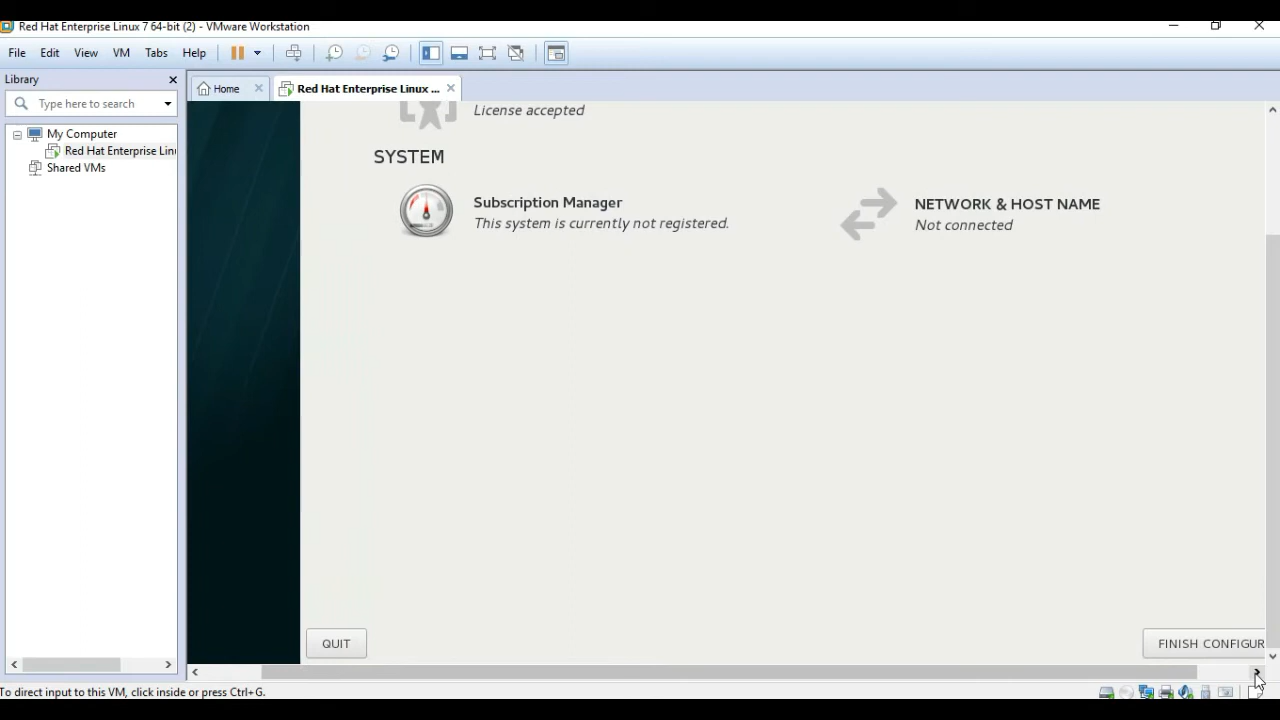 Red Hat Enterprise Linux 7 64-bit (2) - VMware Workstation
File Edit View VM Tabs Help
Library
Home
Red Hat Enterprise Linux ...
Type here to search
My Computer
Red Hat Enterprise Lin
Shared VMs
License accepted
SYSTEM
Subscription Manager
This system is currently not registered.
NETWORK & HOST NAME
Not connected
QUIT
FINISH CONFIGUR
To direct input to this VM, click inside or press Ctrl+G.